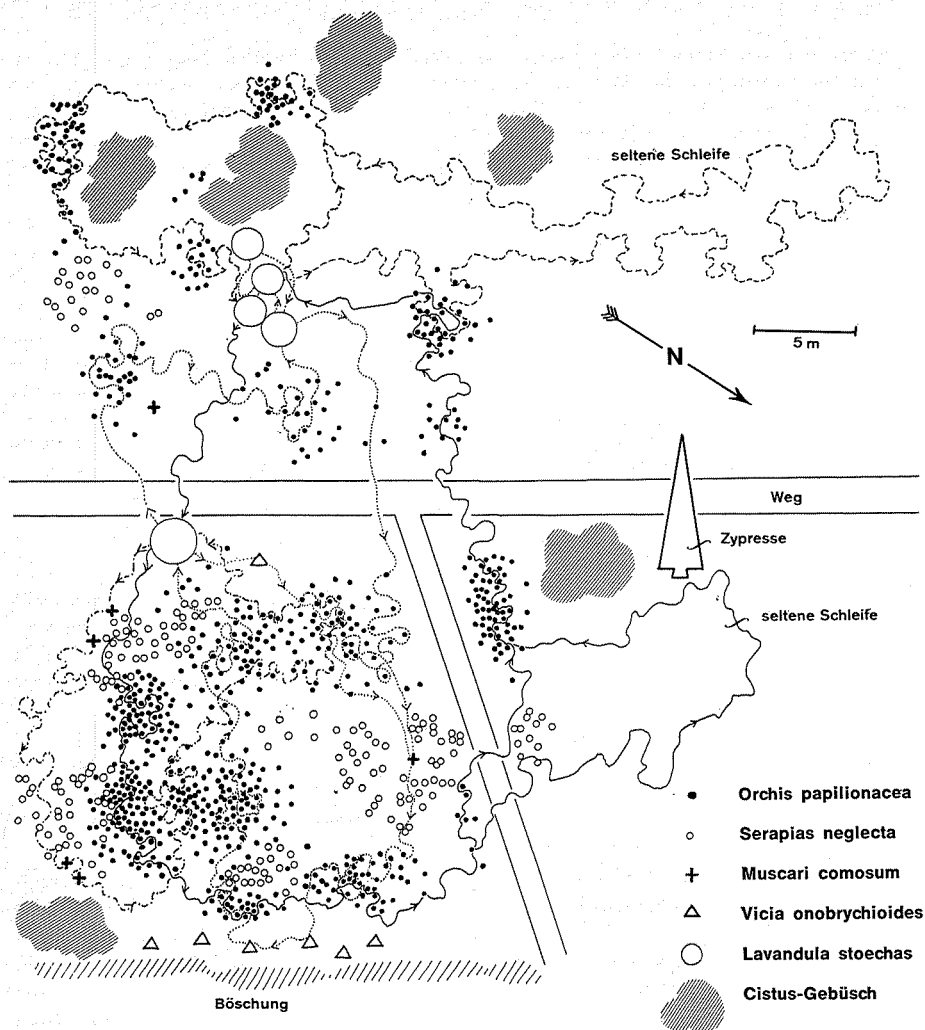 seltene Schleife
5 m
N
Weg
Zypresse
seltene Schleife
Orchis papilionacea
Serapias neglecta
Muscari comosum
Vicia onobrychioides
Lavandula stoechas
Cistus-Gebüsch
Böschung